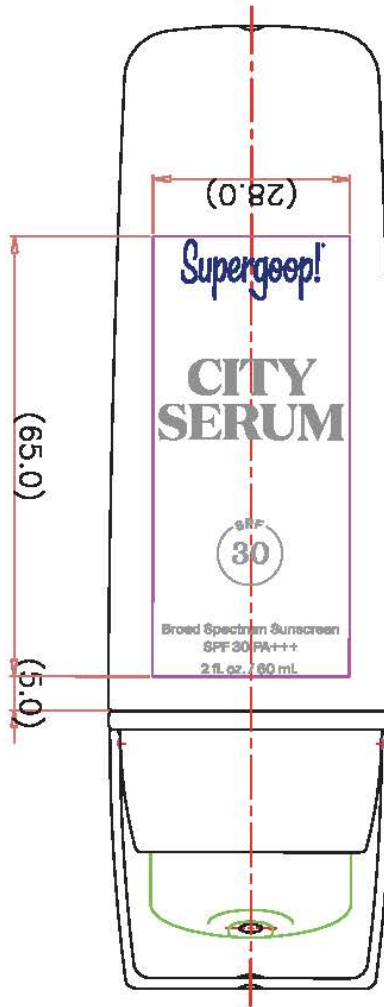 (28.0)
Supergoop!
CITY
SERUM
(65.0)
SPF
30
Broad Spectrum Sunscreen
SPF 30 PA+++
2 fl. oz. / 60 ml.
(5.0)